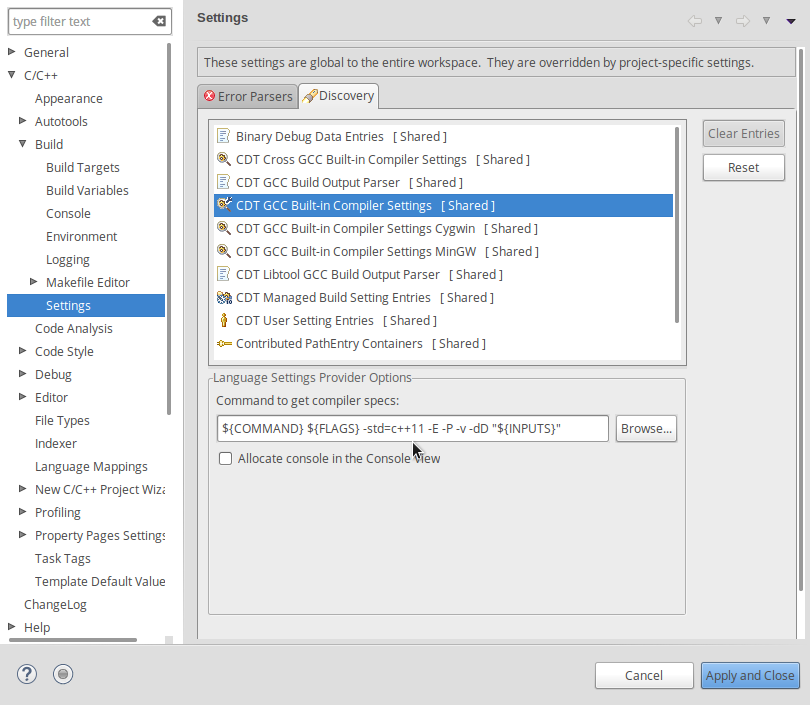 type filter text
General
C/C++
Appearance
Autotools
Build
Build Targets
Build Variables
Console
Environment
Logging
Makefile Editor
Settings
Code Analysis
Code Style
Debug
Editor
File Types
Indexer
Language Mappings
New C/C++ Project Wiza
Profiling
Property Pages Settings
Task Tags
Template Default Value
ChangeLog
Help
Settings
These settings are global to the entire workspace. They are overridden by project-specific settings.
Error Parsers Discovery
Binary Debug Data Entries [ Shared ]
CDT Cross GCC Built-in Compiler Settings [ Shared ]
CDT GCC Build Output Parser [ Shared ]
CDT GCC Built-in Compiler Settings [ Shared ]
CDT GCC Built-in Compiler Settings Cygwin [ Shared ]
CDT GCC Built-in Compiler Settings MinGW [ Shared ]
CDT Libtool GCC Build Output Parser [ Shared ]
CDT Managed Build Setting Entries [ Shared ]
CDT User Setting Entries [ Shared ]
Contributed PathEntry Containers [ Shared ]
Clear Entries
Reset
Language Settings Provider Options
Command to get compiler specs:
${COMMAND} ${FLAGS} -std=c++11 -E -P -v -dD "${INPUTS}"
Browse...
Allocate console in the Console View
Cancel
Apply and Close